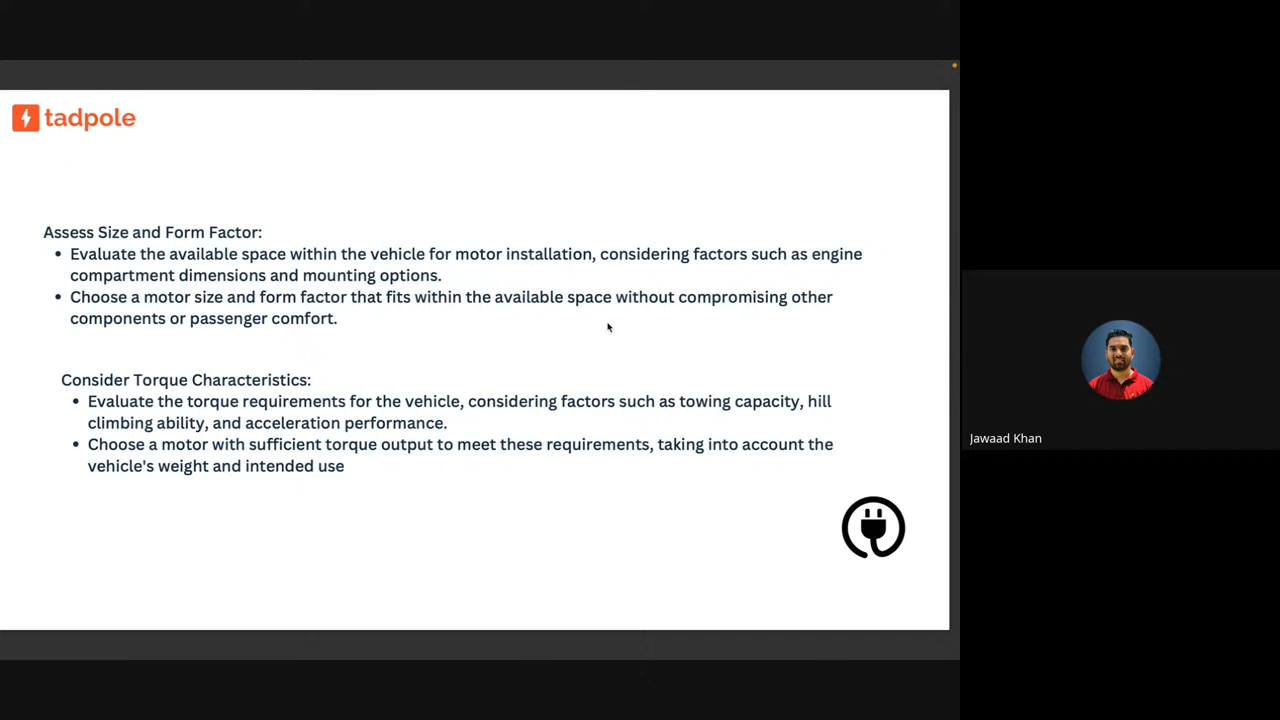 tadpole
Assess Size and Form Factor:
• Evaluate the available space within the vehicle for motor installation, considering factors such as engine
compartment dimensions and mounting options.
• Choose a motor size and form factor that fits within the available space without compromising other
components or passenger comfort.
Consider Torque Characteristics:
• Evaluate the torque requirements for the vehicle, considering factors such as towing capacity, hill
climbing ability, and acceleration performance.
• Choose a motor with sufficient torque output to meet these requirements, taking into account the
vehicle's weight and intended use
Jawaad Khan